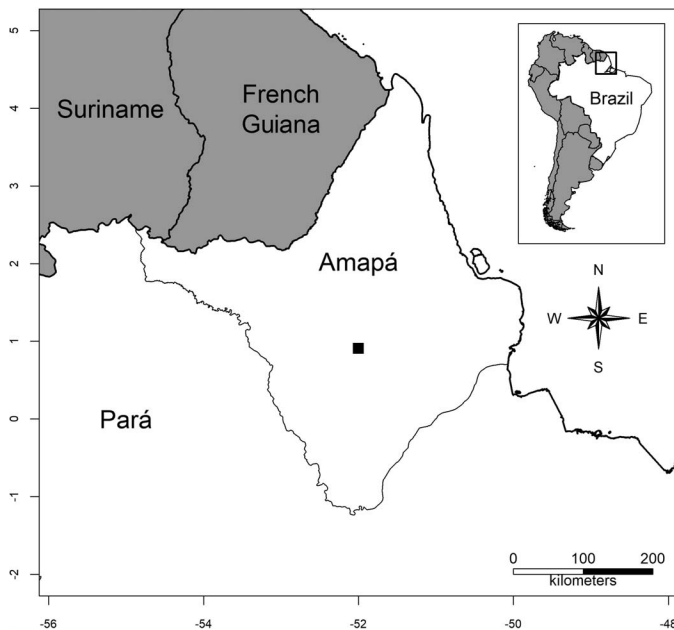 5
4
3
2
1
0
-1
-2
Suriname
French
Guiana
Brazil
Amapá
N
W
E
S
Pará
0
100
200
kilometers
-56
-54
-52
-50
-48